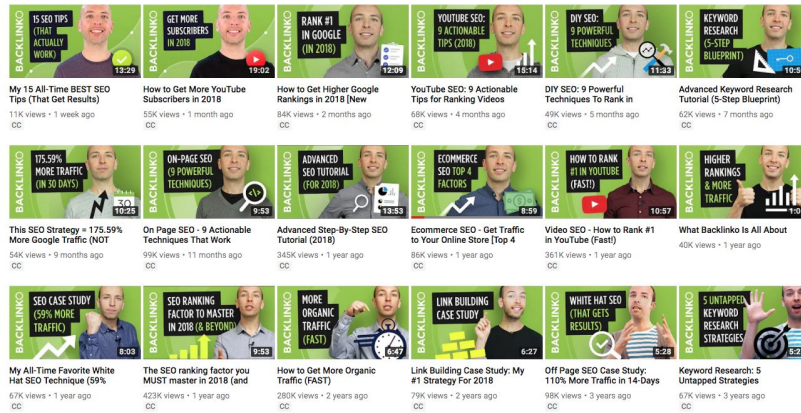 BACKLINKO
15 SEO TIPS
(THAT
ACTUALLY
WORK)
13:29
BACKLINKO
GET MORE
SUBSCRIBERS
IN 2018
19:02
BACKLINKO
RANK #1
IN GOOGLE
(IN 2018)
12:09
BACKLINKO
YOUTUBE SEO:
9 ACTIONABLE
TIPS (2018)
15:14
BACKLINKO
DIY SEO:
9 POWERFUL
TECHNIQUES
11:33
BACKLINKO
KEYWORD
RESEARCH
(5-STEP
BLUEPRINT)
10:5
My 15 All-Time BEST SEO
Tips (That Get Results)
11K views • 1 week ago
CC
How to Get More YouTube
Subscribers in 2018
55K views • 1 month ago
CC
How to Get Higher Google
Rankings in 2018 [New
84K views • 2 months ago
CC
YouTube SEO: 9 Actionable
Tips for Ranking Videos
68K views • 4 months ago
CC
DIY SEO: 9 Powerful
Techniques To Rank in
49K views • 5 months ago
CC
Advanced Keyword Research
Tutorial (5-Step Blueprint)
62K views • 7 months ago
CC
BACKLINKO
175.59%
MORE TRAFFIC
(IN 30 DAYS)
30
10:25
BACKLINKO
ON-PAGE SEO
(9 POWERFUL
TECHNIQUES)
</>
9:53
BACKLINKO
ADVANCED
SEO TUTORIAL
(FOR 2018)
13:53
BACKLINKO
ECOMMERCE
SEO TOP 4
FACTORS
8:59
BACKLINKO
HOW TO RANK
#1 IN YOUTUBE
(FAST!)
10:57
BACKLINKO
HIGHER
RANKINGS
& MORE
TRAFFIC
1:0
This SEO Strategy = 175.59%
More Google Traffic (NOT
54K views • 9 months ago
CC
On Page SEO - 9 Actionable
Techniques That Work
99K views • 11 months ago
CC
Advanced Step-By-Step SEO
Tutorial (2018)
345K views • 1 year ago
CC
Ecommerce SEO - Get Traffic
to Your Online Store [Top 4
86K views • 1 year ago
CC
Video SEO - How to Rank #1
in YouTube (Fast!)
361K views • 1 year ago
CC
What Backlinko Is All About
40K views • 1 year ago
BACKLINKO
SEO CASE STUDY
(59% MORE
TRAFFIC)
8:03
BACKLINKO
SEO RANKING
FACTOR TO MASTER
IN 2018 (& BEYOND)
9:53
BACKLINKO
MORE
ORGANIC
TRAFFIC
(FAST)
6:47
BACKLINKO
LINK BUILDING
CASE STUDY
6:27
BACKLINKO
WHITE HAT SEO
(THAT GETS
RESULTS)
5:28
BACKLINKO
5 UNTAPPED
KEYWORD
RESEARCH
STRATEGIES
5:2
My All-Time Favorite White
Hat SEO Technique (59%
67K views • 1 year ago
CC
The SEO ranking factor you
MUST master in 2018 (and
423K views • 1 year ago
CC
How to Get More Organic
Traffic (FAST)
280K views • 2 years ago
CC
Link Building Case Study: My
#1 Strategy For 2018
79K views • 2 years ago
CC
Off Page SEO Case Study:
110% More Traffic in 14-Days
98K views • 3 years ago
CC
Keyword Research: 5
Untapped Strategies
67K views • 3 years ago
CC